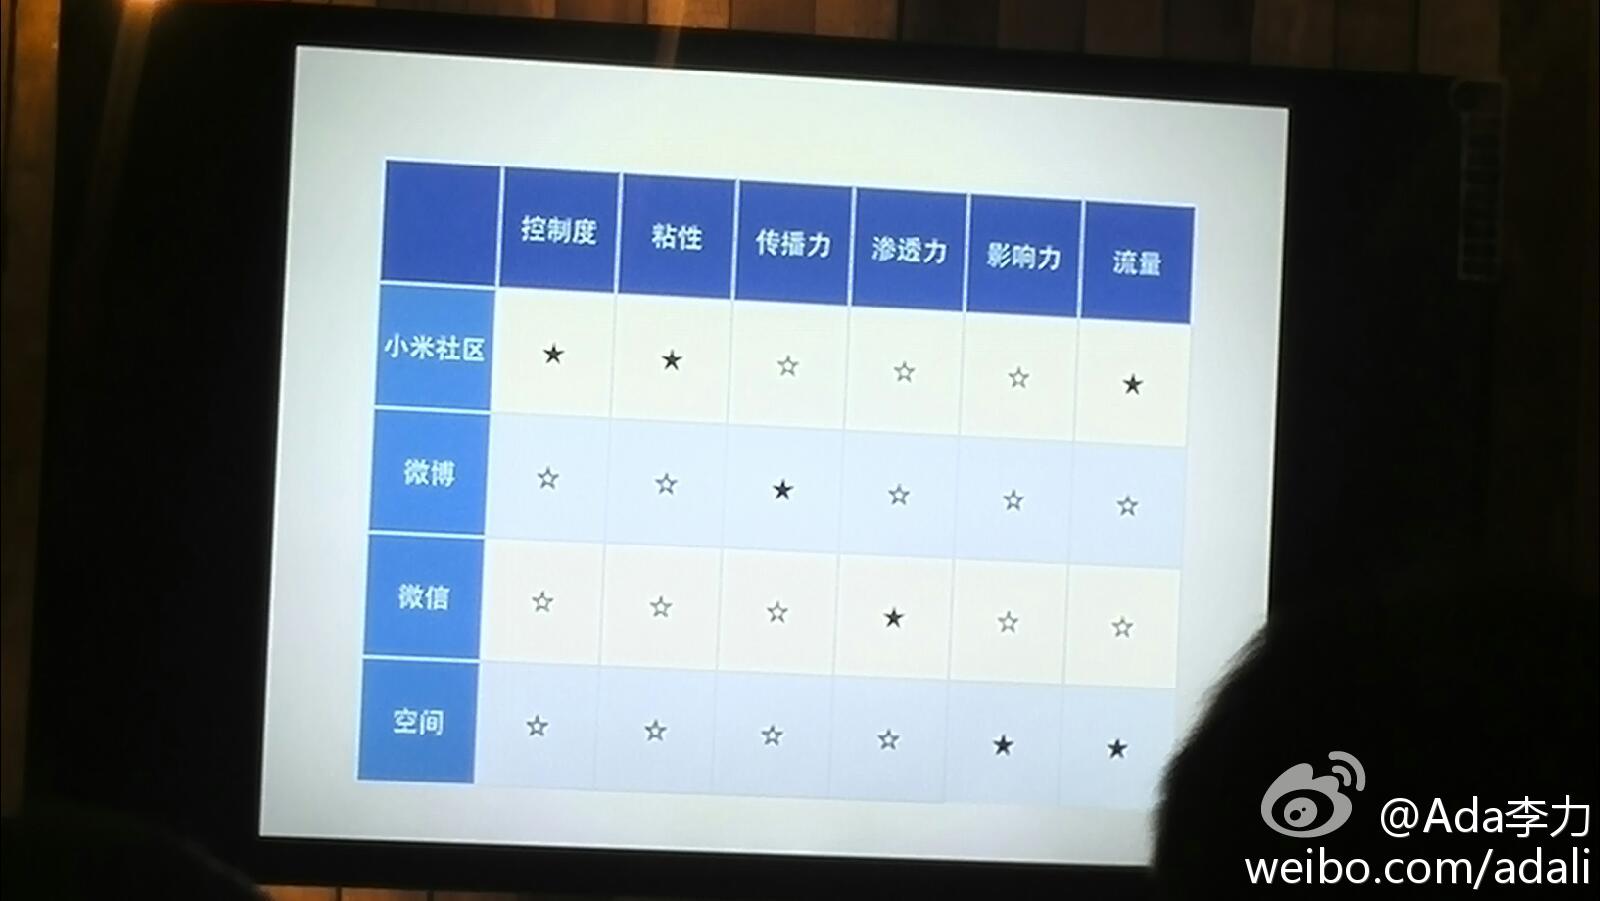 控制度 粘性 传播力 渗透力 影响力 流量
小米社区 ★ ★ ☆ ☆ ☆ ★
微博 ☆ ☆ ★ ☆ ☆ ☆
微信 ☆ ☆ ☆ ★ ☆ ☆
空间 ☆ ☆ ☆ ☆ ★ ★
@Ada李力
weibo.com/adali